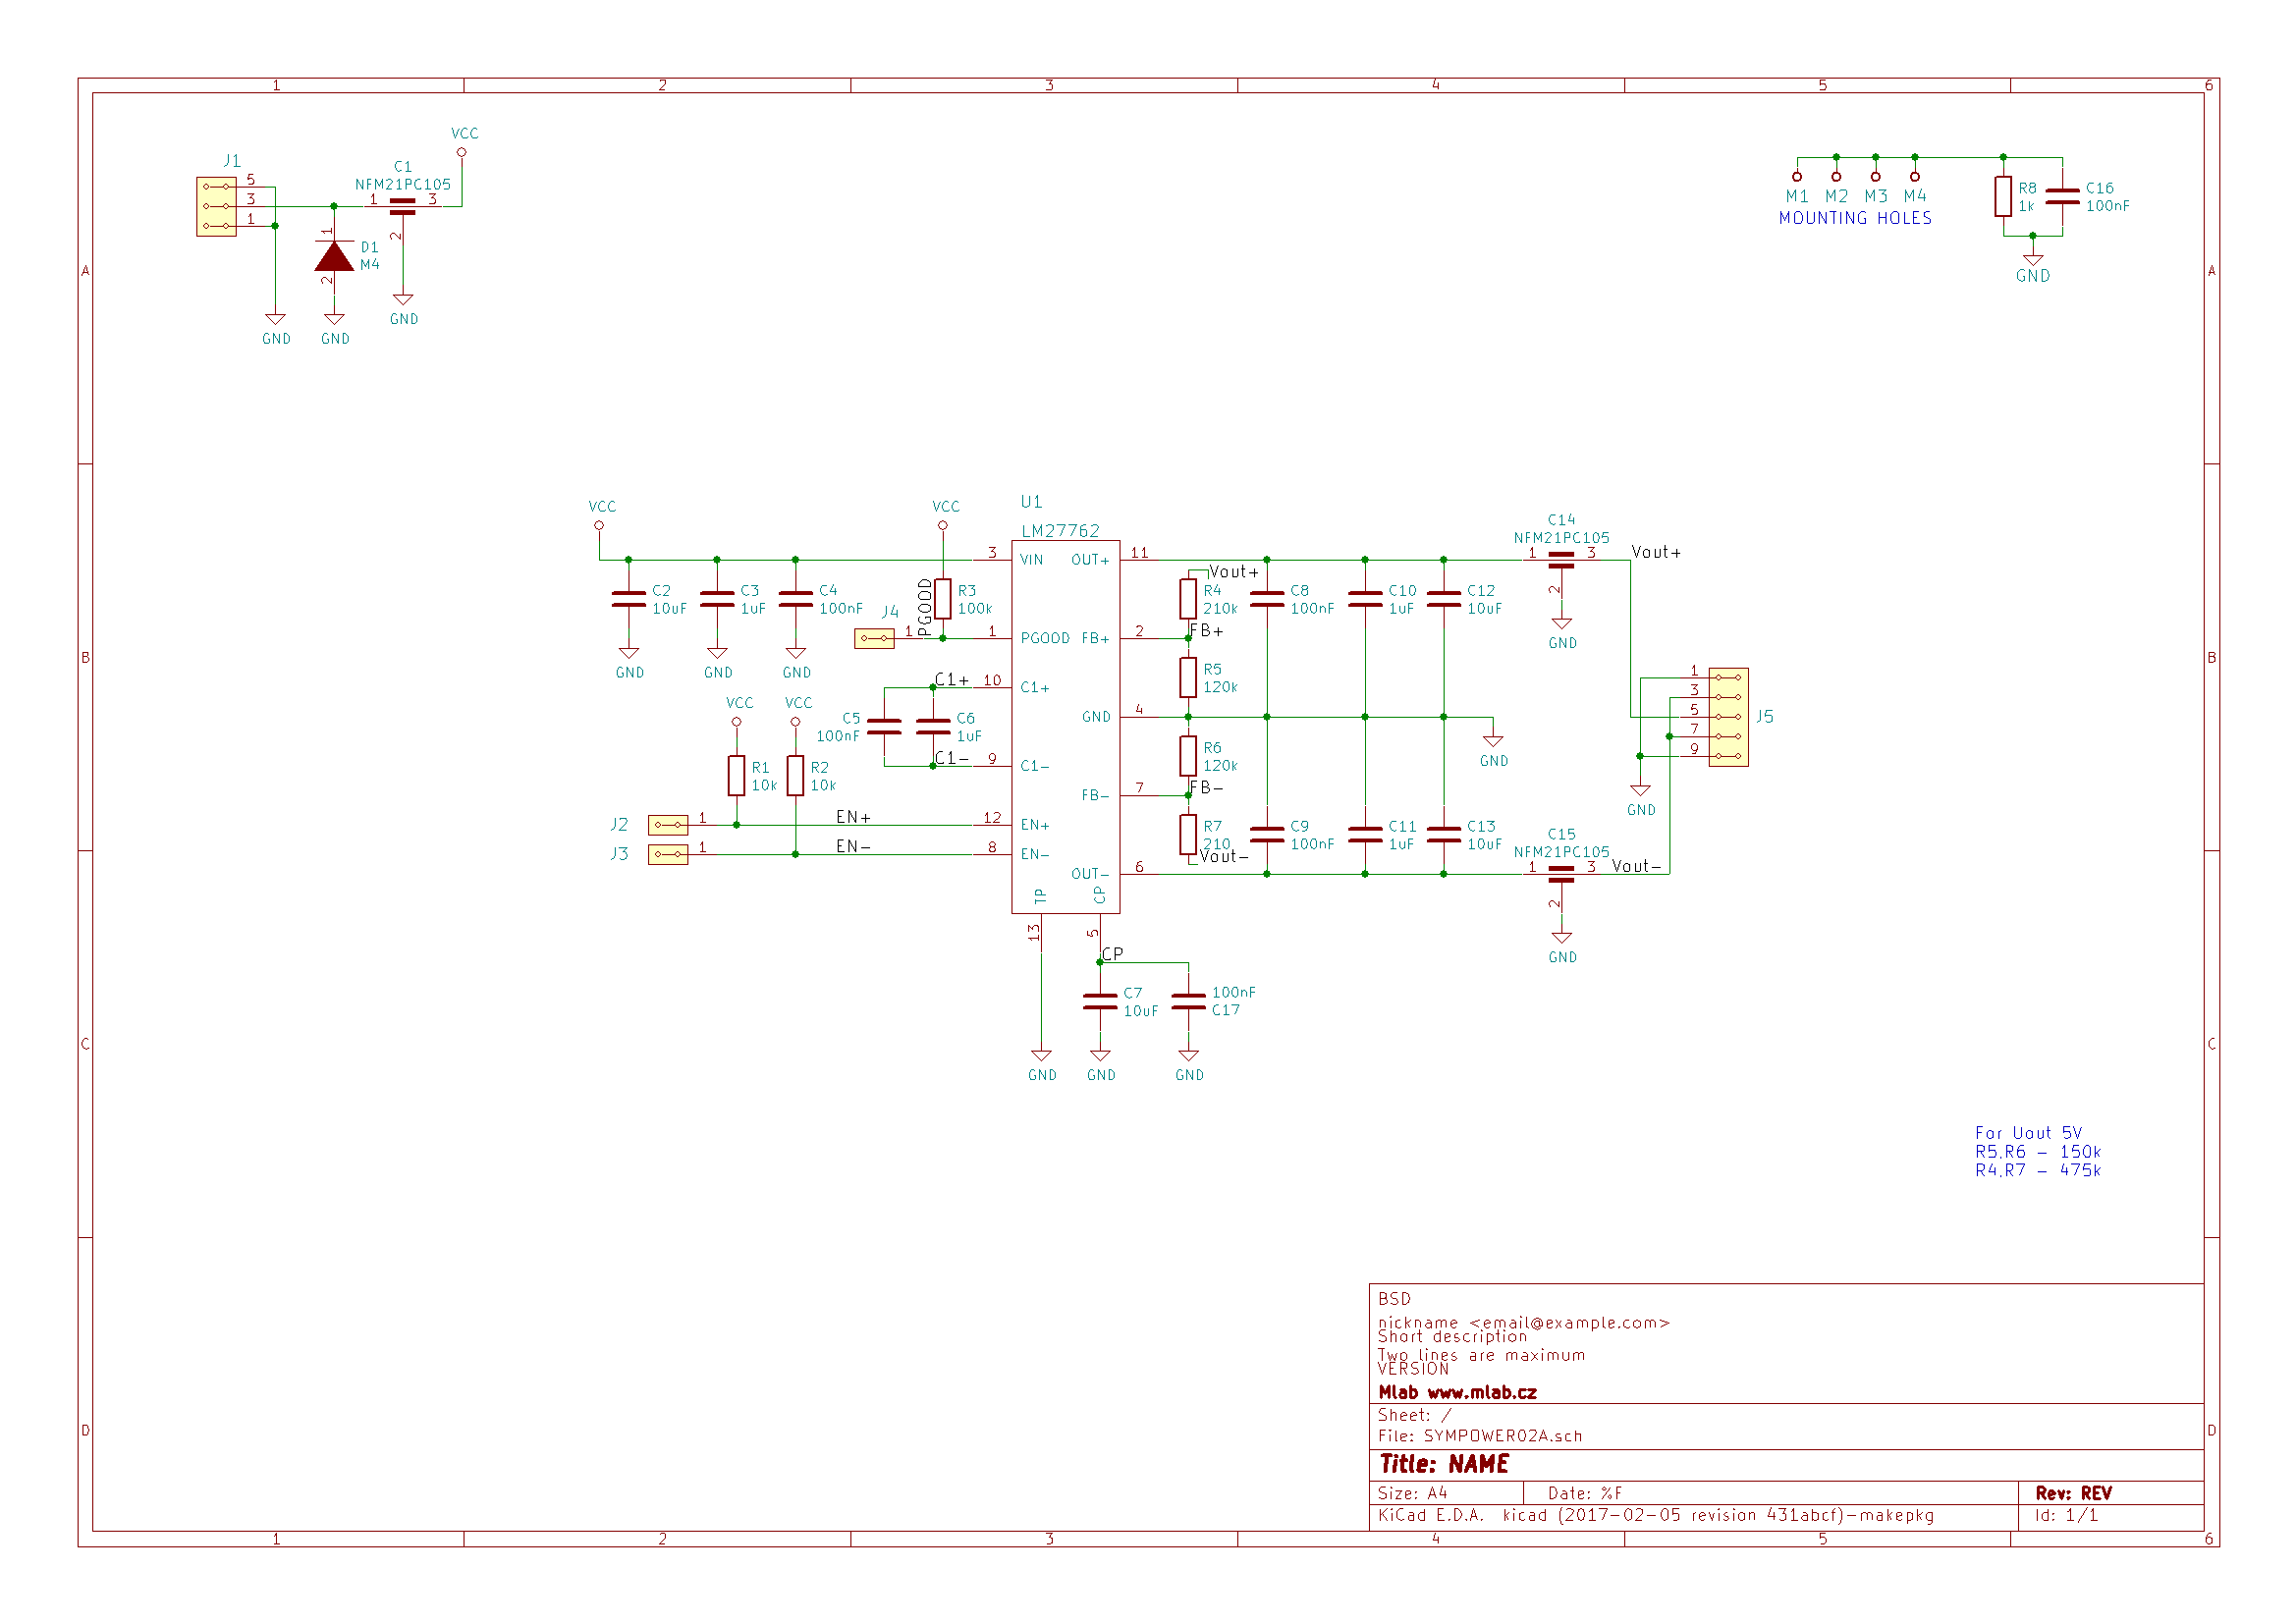 1 2 3 4 5 6
A A
B B
C C
D D
1 2 3 4 5 6
J1
5
3
1
VCC
C1
NFM21PC105
1 3
2
1
D1
M4
2
GND GND GND
M1 M2 M3 M4
MOUNTING HOLES
R8
1k
C16
100nF
GND
VCC
C2
10uF
C3
1uF
C4
100nF
GND GND GND
VCC
PGOOD
R3
100k
J4
1
U1
LM27762
3 VIN OUT+ 11
1 PGOOD FB+ 2
10 C1+
GND 4
9 C1-
FB- 7
12 EN+
8 EN-
OUT- 6
TP CP
13 5
C1+
C5
100nF
C6
1uF
C1-
VCC VCC
R1
10k
R2
10k
J2 1 EN+
J3 1 EN-
Vout+
R4
210k
FB+
R5
120k
R6
120k
FB-
R7
210
Vout-
C8
100nF
C10
1uF
C12
10uF
GND
C9
100nF
C11
1uF
C13
10uF
C14
NFM21PC105
1 3
2
Vout+
GND
C15
NFM21PC105
1 3
2
Vout-
GND
1
3
5
7
9
J5
GND
CP
C7
10uF
100nF
C17
GND GND GND
For Uout 5V
R5,R6 - 150k
R4,R7 - 475k
BSD
nickname <email@example.com>
Short description
Two lines are maximum
VERSION
Mlab www.mlab.cz
Sheet: /
File: SYMPOWER02A.sch
Title: NAME
Size: A4 Date: %F Rev: REV
KiCad E.D.A. kicad (2017-02-05 revision 431abcf)-makepkg Id: 1/1